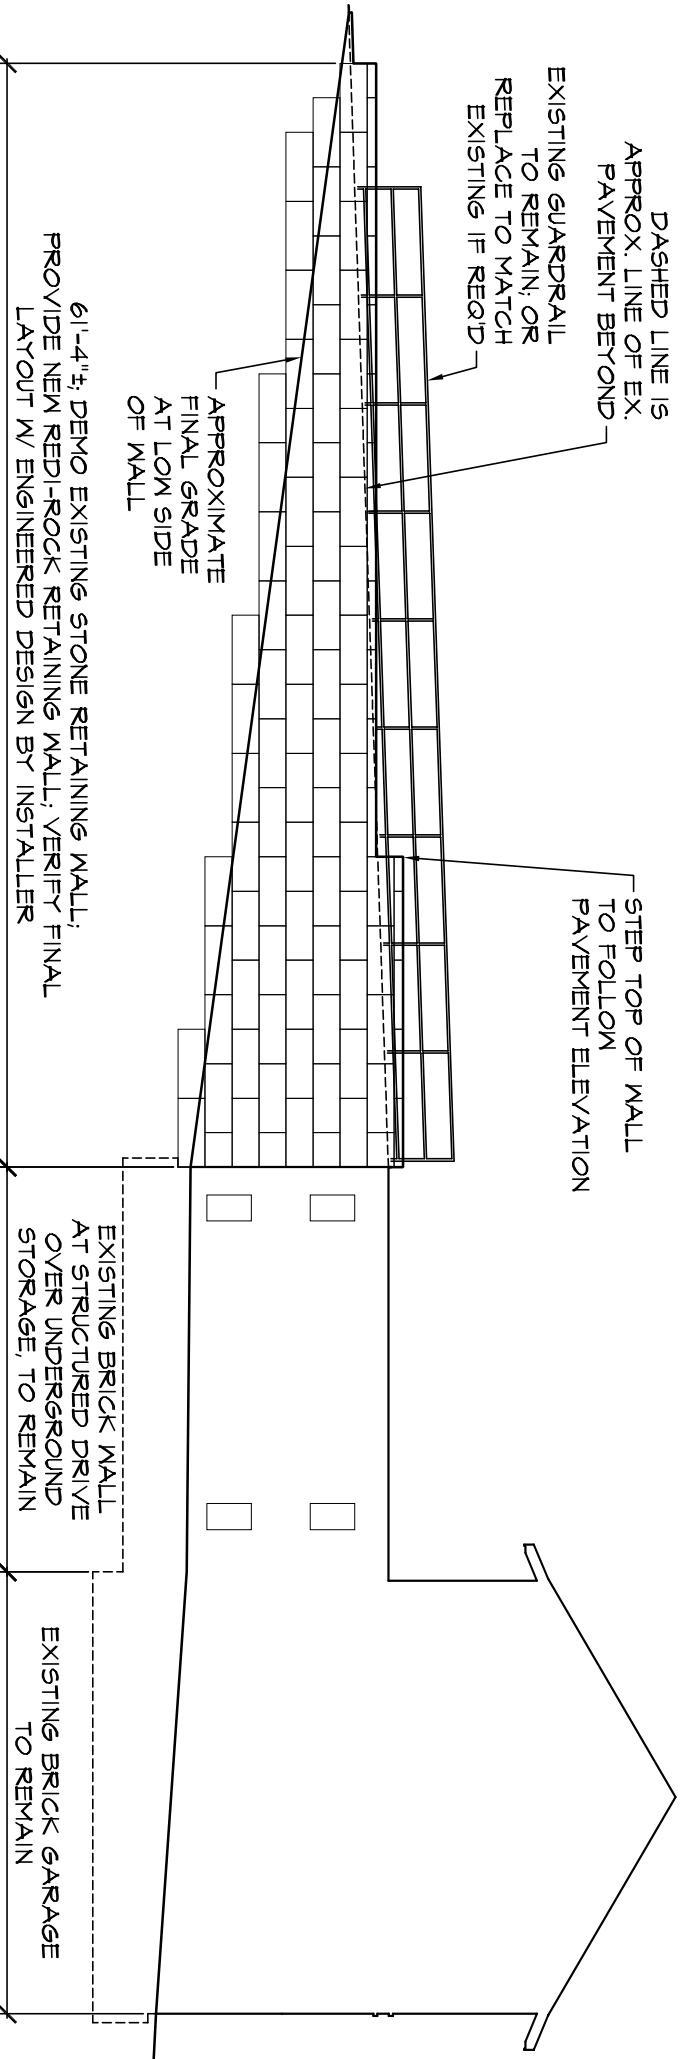 DASHED LINE IS
APPROX. LINE OF EX.
PAVEMENT BEYOND
EXISTING GUARDRAIL
TO REMAIN; OR
REPLACE TO MATCH
EXISTING IF REQ'D
STEP TOP OF WALL
TO FOLLOW
PAVEMENT ELEVATION
APPROXIMATE
FINAL GRADE
AT LOW SIDE
OF WALL
61'-4"±; DEMO EXISTING STONE RETAINING WALL;
PROVIDE NEW REDI-ROCK RETAINING WALL; VERIFY FINAL
LAYOUT W/ ENGINEERED DESIGN BY INSTALLER
EXISTING BRICK WALL
AT STRUCTURED DRIVE
OVER UNDERGROUND
STORAGE, TO REMAIN
EXISTING BRICK GARAGE
TO REMAIN